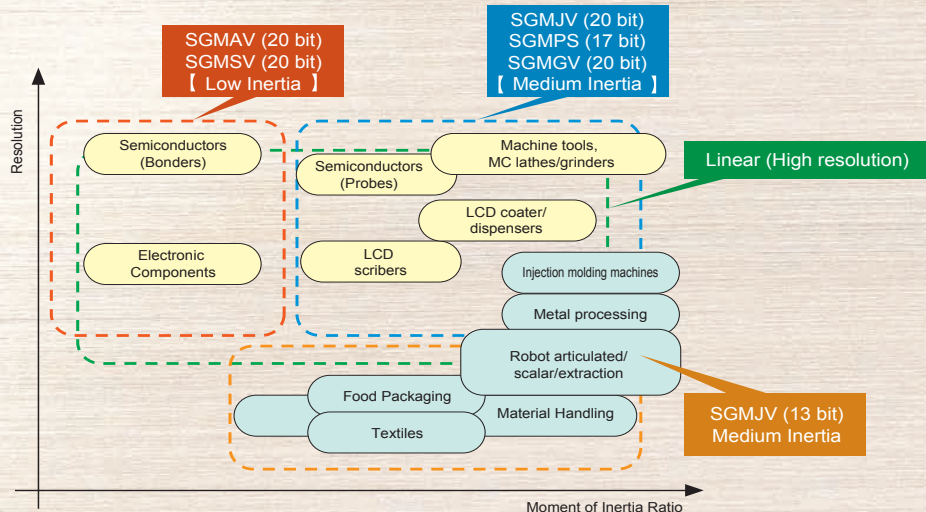 SGMAV (20 bit)
SGMSV (20 bit)
【 Low Inertia 】
SGMJV (20 bit)
SGMPS (17 bit)
SGMGV (20 bit)
【 Medium Inertia 】
Resolution
Semiconductors
(Bonders)
Semiconductors
(Probes)
Machine tools,
MC lathes/grinders
Linear (High resolution)
LCD coater/
dispensers
Electronic
Components
LCD
scribers
Injection molding machines
Metal processing
Robot articulated/
scalar/extraction
Food Packaging
Material Handling
Textiles
SGMJV (13 bit)
Medium Inertia
Moment of Inertia Ratio